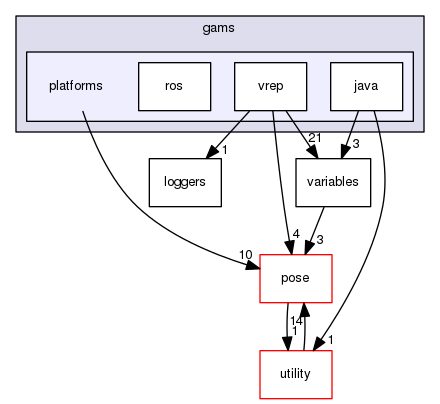 gams
platforms
ros
vrep
java
1
21
3
loggers
variables
10
4
3
pose
14
1
1
utility